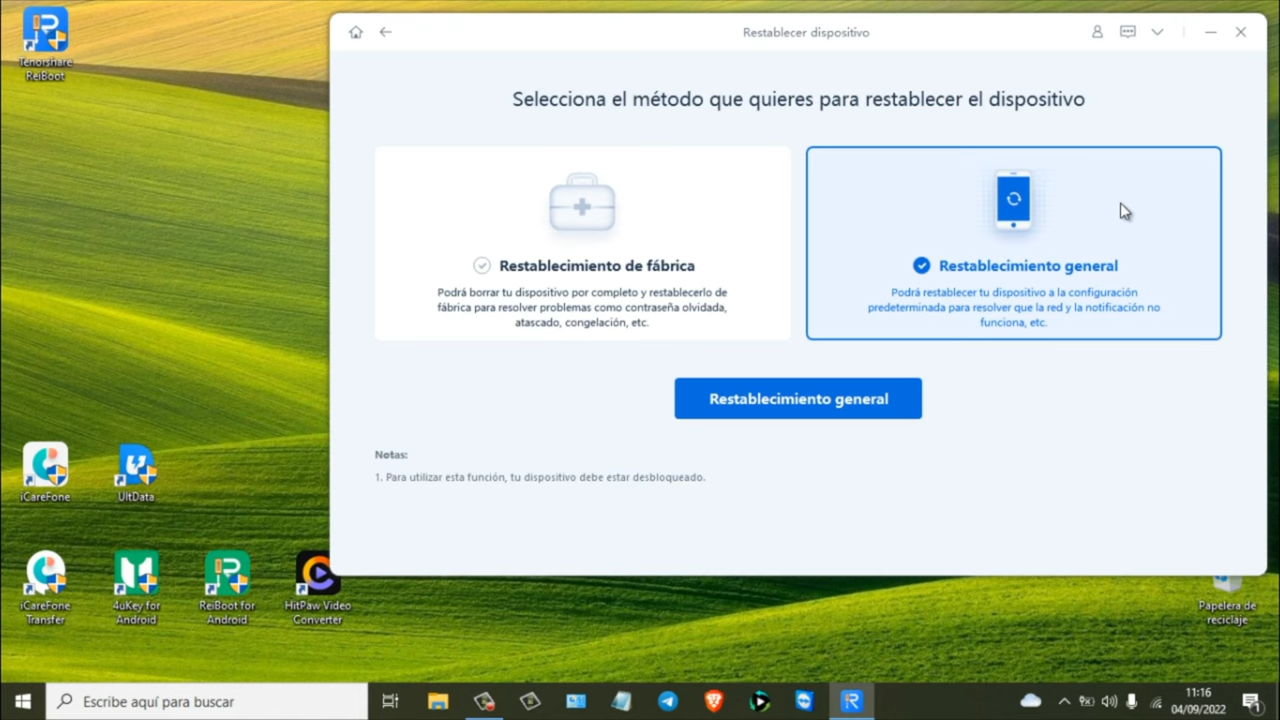 Tenorshare
ReiBoot
Restablecer dispositivo
Selecciona el método que quieres para restablecer el dispositivo
Restablecimiento de fábrica
Podrá borrar tu dispositivo por completo y restablecerlo de
fábrica para resolver problemas como contraseña olvidada,
atascado, congelación, etc.
Restablecimiento general
Podrá restablecer tu dispositivo a la configuración
predeterminada para resolver que la red y la notificación no
funciona, etc.
Restablecimiento general
Notas:
1. Para utilizar esta función, tu dispositivo debe estar desbloqueado.
iCareFone
UltData
iCareFone
Transfer
4uKey for
Android
ReiBoot for
Android
HitPaw Video
Converter
Papelera de
reciclaje
Escribe aquí para buscar
11:16
04/09/2022
1